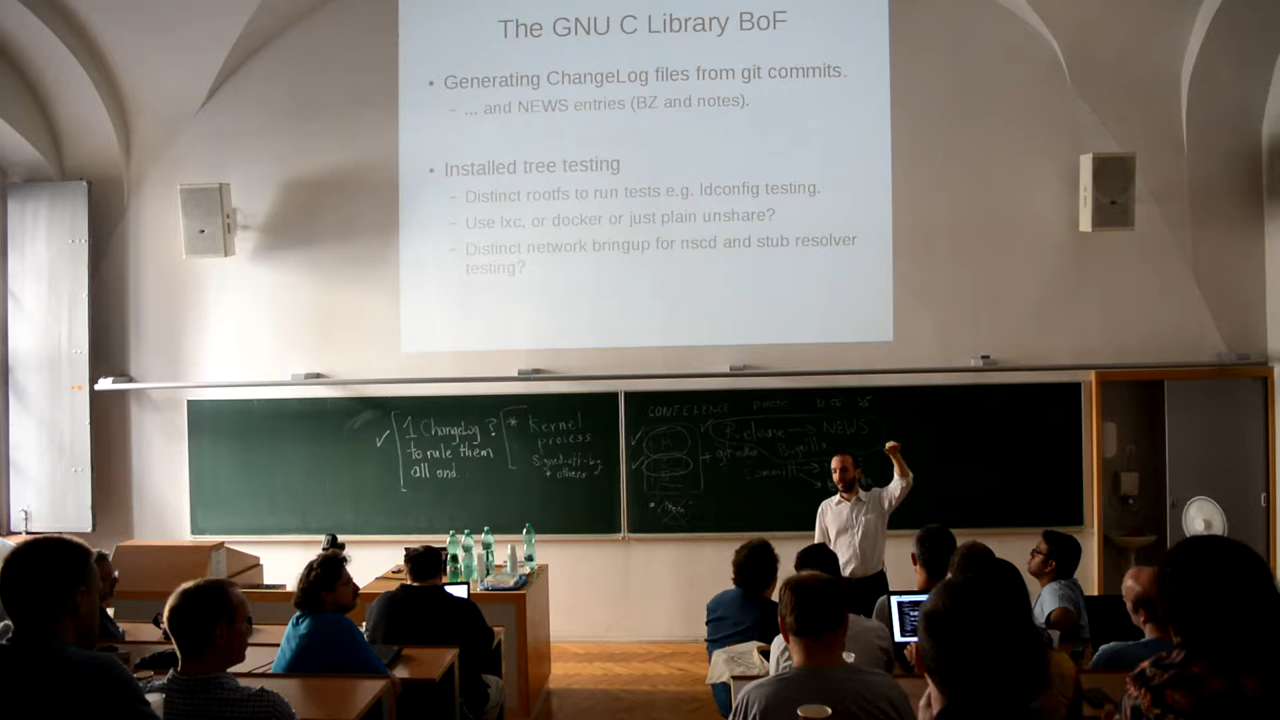 The GNU C Library BoF
• Generating ChangeLog files from git commits.
– ... and NEWS entries (BZ and notes).
• Installed tree testing
– Distinct rootfs to run tests e.g. ldconfig testing.
– Use lxc, or docker or just plain unshare?
– Distinct network bringup for nscd and stub resolver
testing?
1 ChangeLog?
to rule them
all and..
* Kernel
process
Signed-off-by
+ others
CONFERENCE
Release → NEWS